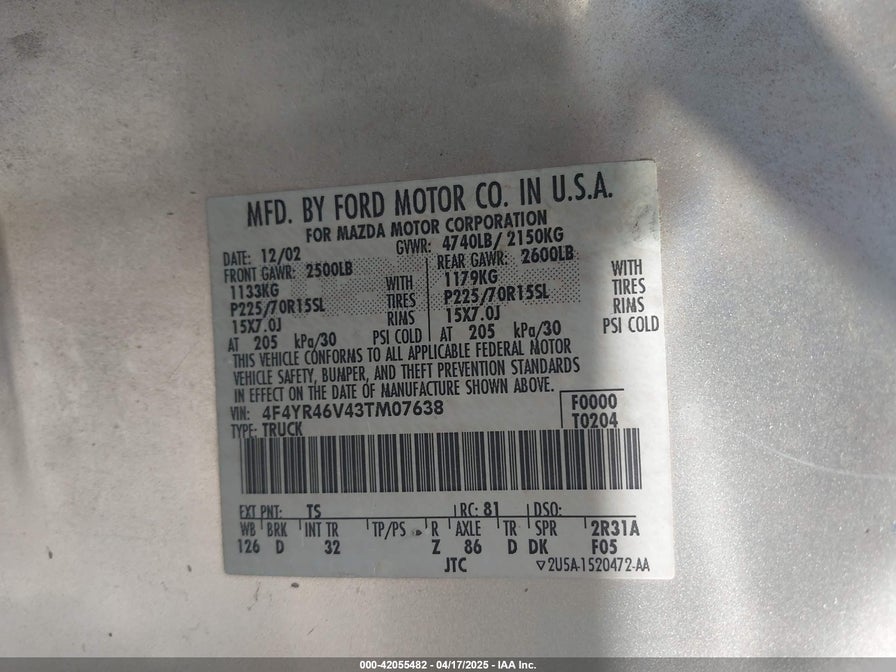 MFD. BY FORD MOTOR CO. IN U.S.A.
FOR MAZDA MOTOR CORPORATION
DATE: 12/02 GVWR: 4740LB/ 2150KG
FRONT GAWR: 2500LB REAR GAWR: 2600LB
1133KG WITH 1179KG WITH
P225/70R15SL TIRES P225/70R15SL TIRES
15X7.0J RIMS 15X7.0J RIMS
AT 205 kPa/30 PSI COLD AT 205 kPa/30 PSI COLD
THIS VEHICLE CONFORMS TO ALL APPLICABLE FEDERAL MOTOR
VEHICLE SAFETY, BUMPER, AND THEFT PREVENTION STANDARDS
IN EFFECT ON THE DATE OF MANUFACTURE SHOWN ABOVE.
VIN: 4F4YR46V43TM07638 F0000
TYPE: TRUCK T0204
EXT PNT: TS RC: 81 DSO:
WB BRK INT TR TP/PS R AXLE TR SPR 2R31A
126 D 32 Z 86 D DK F05
JTC ▽2U5A-1520472-AA
000-42055482 - 04/17/2025 - IAA Inc.